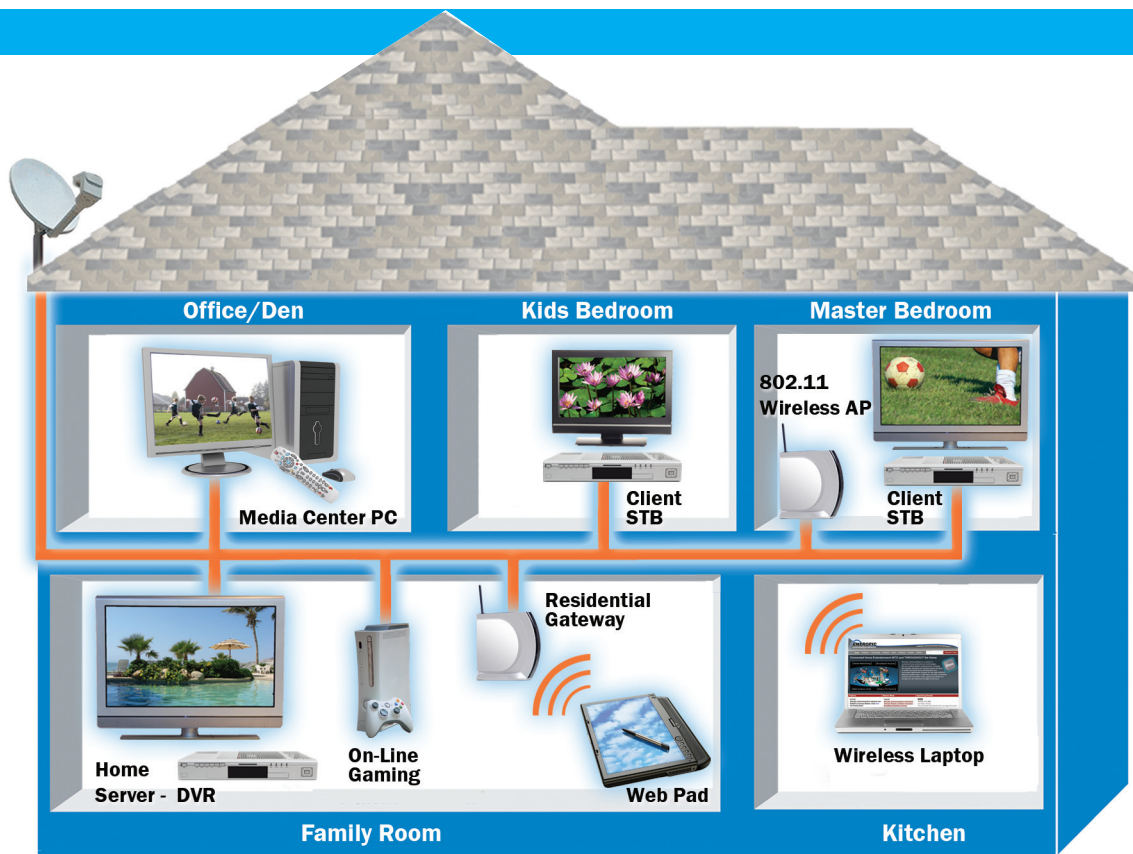 Office/Den
Kids Bedroom
Master Bedroom
802.11
Wireless AP
Media Center PC
Client
STB
Client
STB
Residential
Gateway
Home
Server - DVR
On-Line
Gaming
Web Pad
Wireless Laptop
Family Room
Kitchen